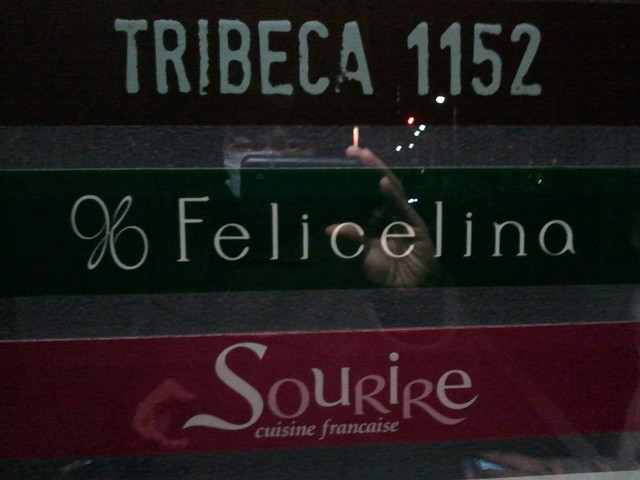 TRIBECA 1152
Felicelina
Sourire
cuisine francaise